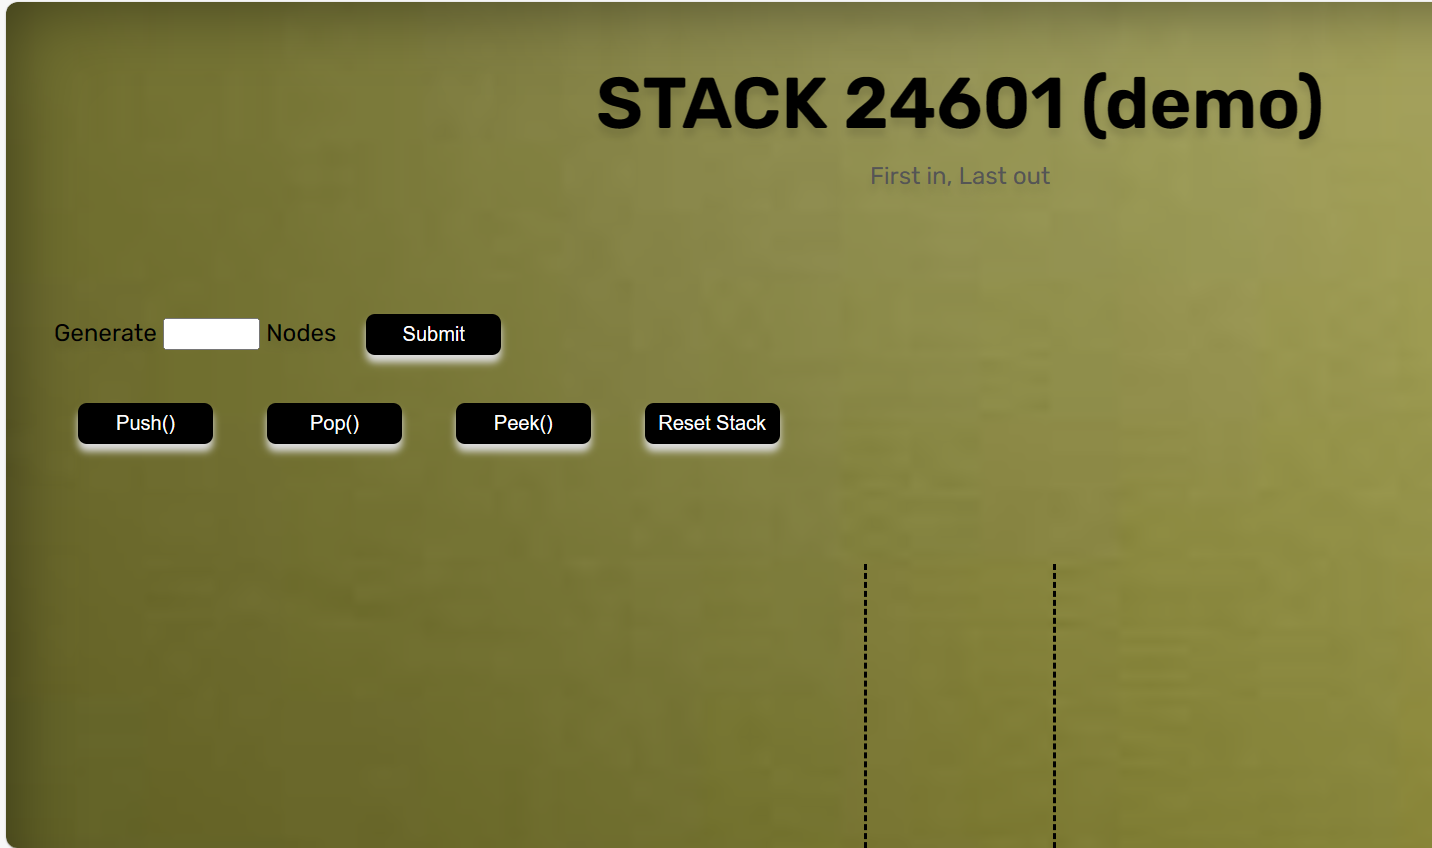 STACK 24601 (demo)
First in, Last out
Generate Nodes Submit
Push() Pop() Peek() Reset Stack